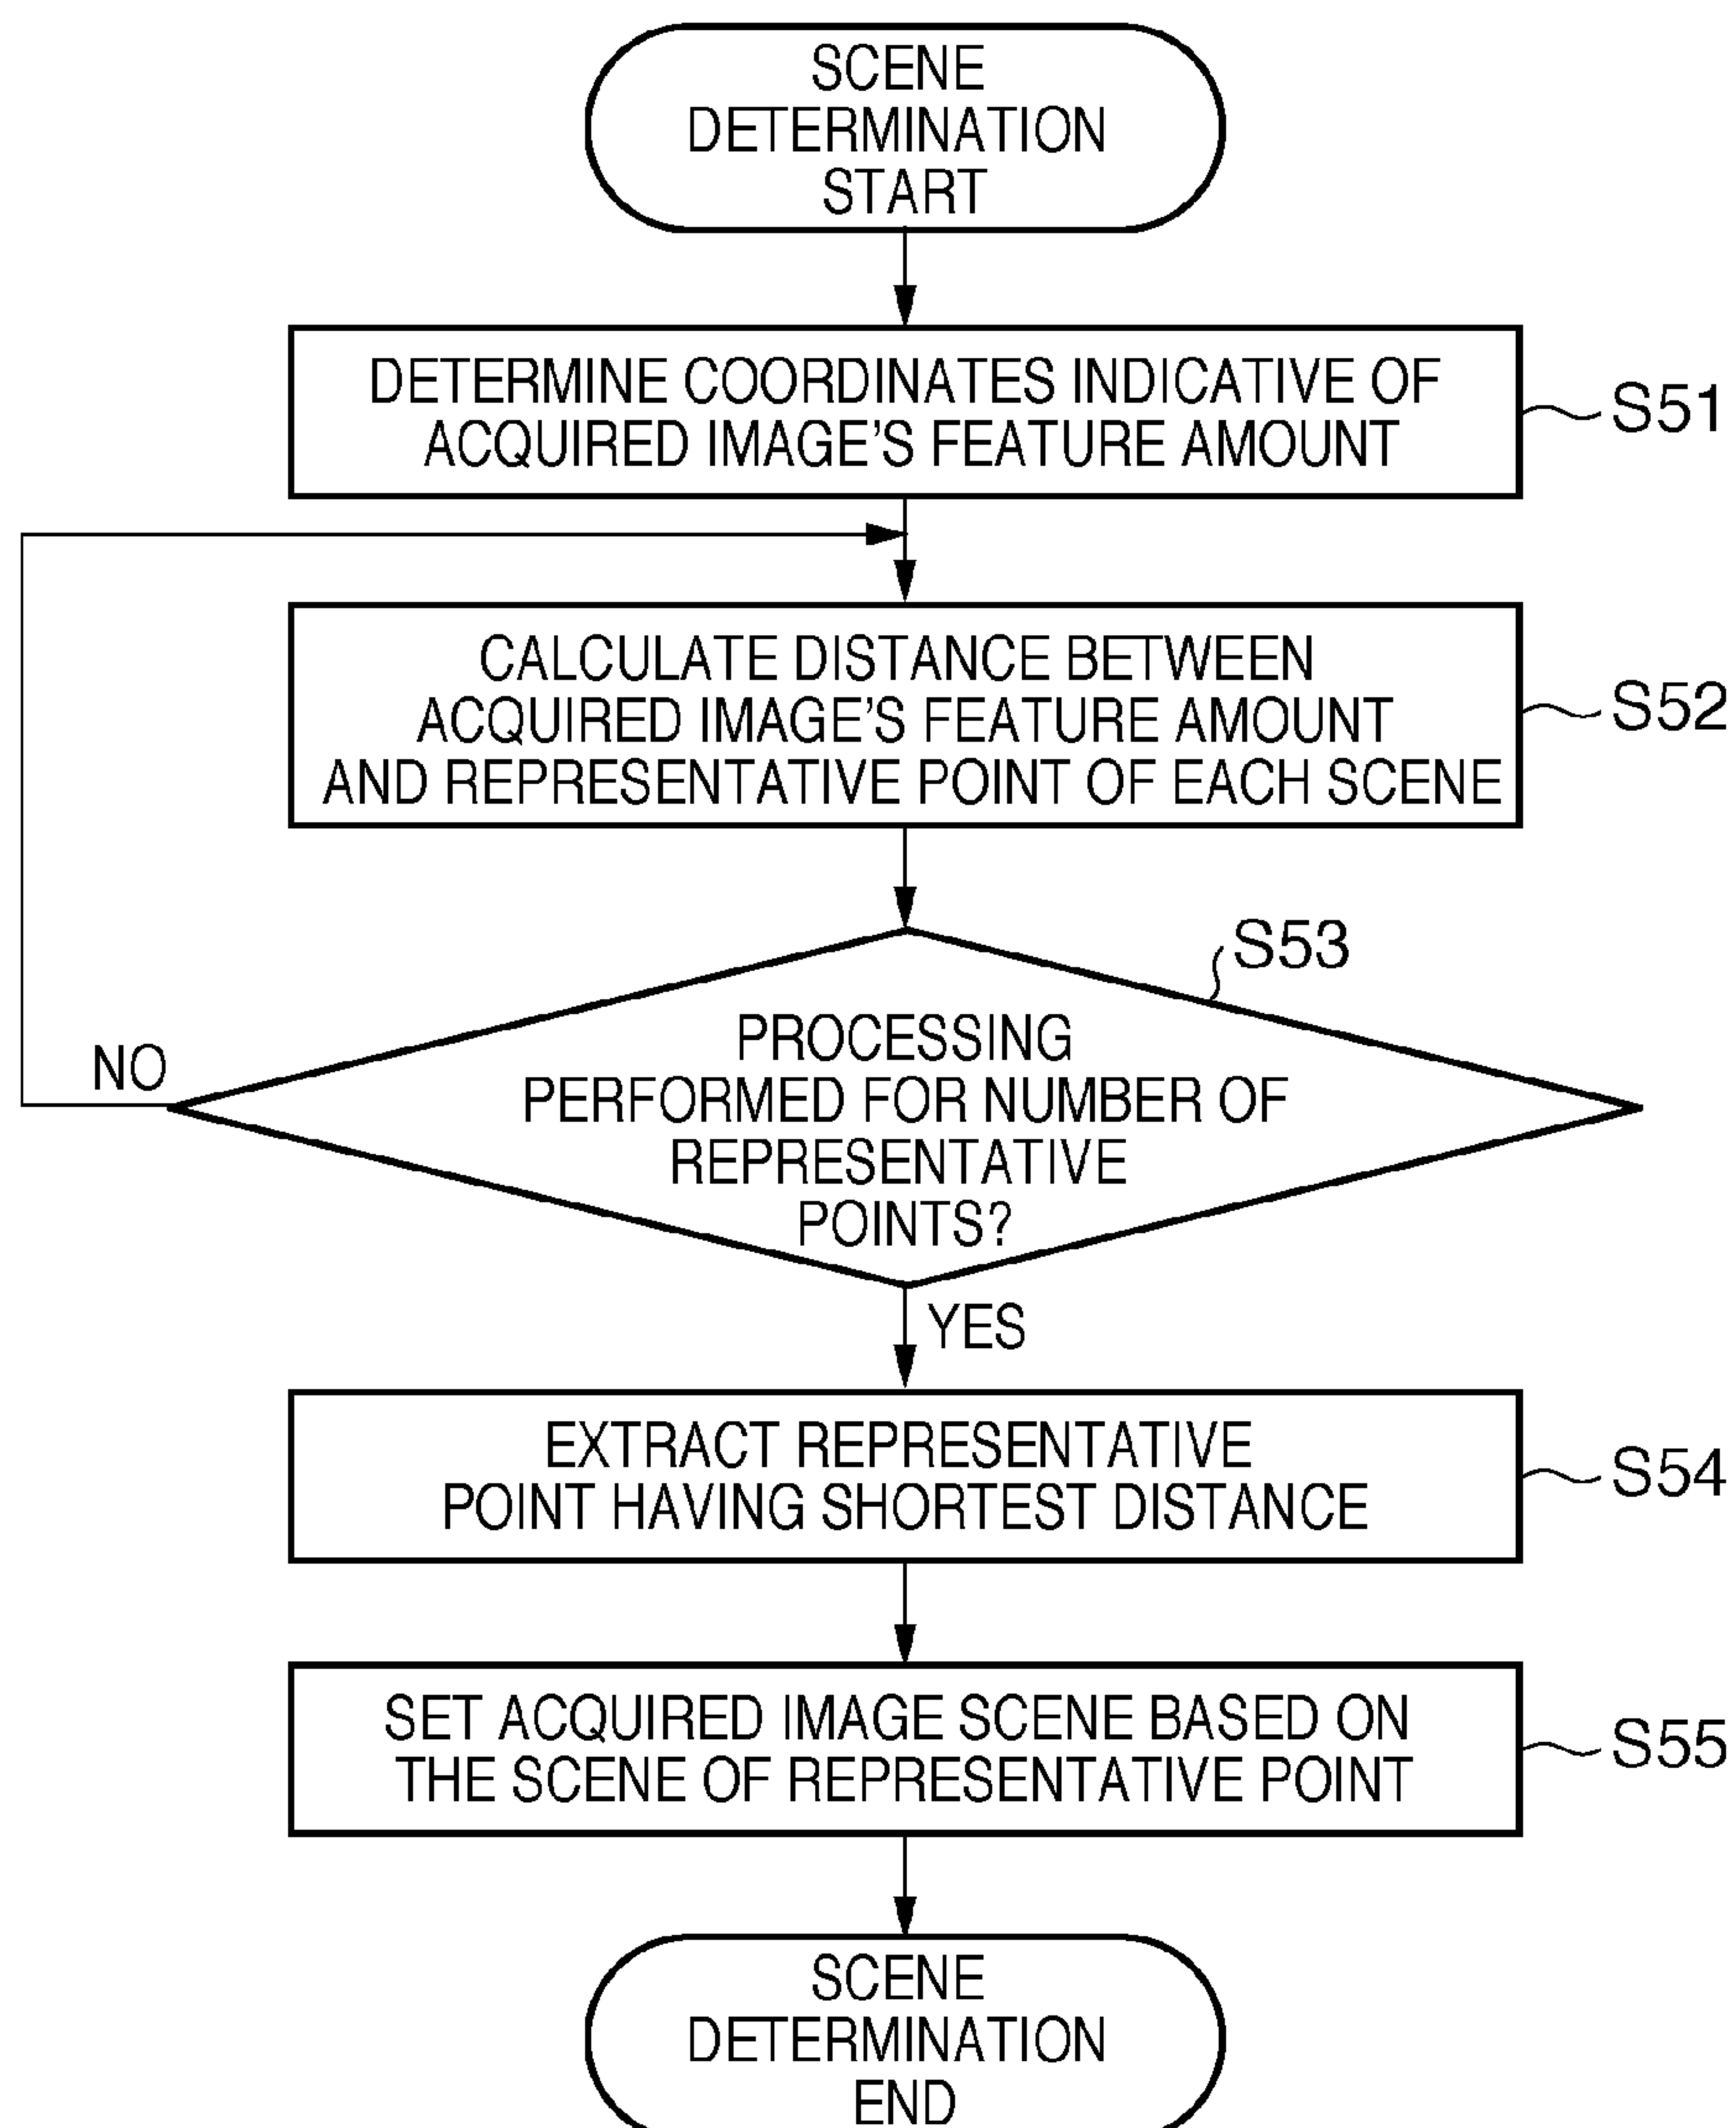 SCENE
DETERMINATION
START
DETERMINE COORDINATES INDICATIVE OF
ACQUIRED IMAGE'S FEATURE AMOUNT
S51
CALCULATE DISTANCE BETWEEN
ACQUIRED IMAGE'S FEATURE AMOUNT
AND REPRESENTATIVE POINT OF EACH SCENE
S52
S53
PROCESSING
PERFORMED FOR NUMBER OF
REPRESENTATIVE
POINTS?
NO
YES
EXTRACT REPRESENTATIVE
POINT HAVING SHORTEST DISTANCE
S54
SET ACQUIRED IMAGE SCENE BASED ON
THE SCENE OF REPRESENTATIVE POINT
S55
SCENE
DETERMINATION
END